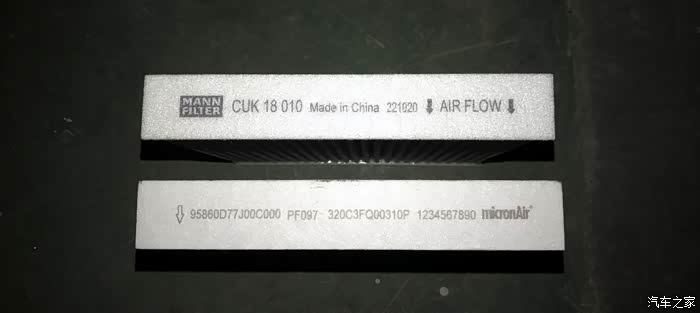 MANN FILTER CUK 18 010 Made in China 221020 ⬇ AIR FLOW ⬇
⇩ 95860D77J00C000 PF097 320C3FQ00310P 1234567890 micronAir®
汽车之家